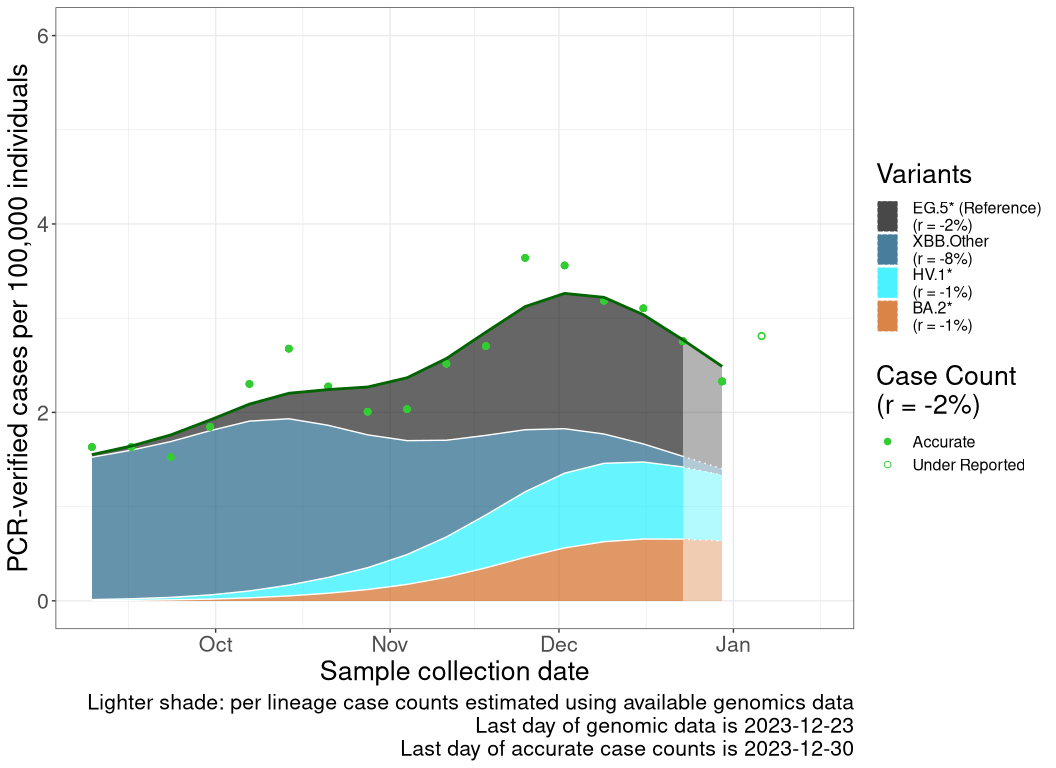 PCR-verified cases per 100,000 individuals
6
4
2
0
Oct
Nov
Dec
Jan
Sample collection date
Lighter shade: per lineage case counts estimated using available genomics data
Last day of genomic data is 2023-12-23
Last day of accurate case counts is 2023-12-30
Variants
EG.5* (Reference)
(r = -2%)
XBB.Other
(r = -8%)
HV.1*
(r = -1%)
BA.2*
(r = -1%)
Case Count
(r = -2%)
Accurate
Under Reported